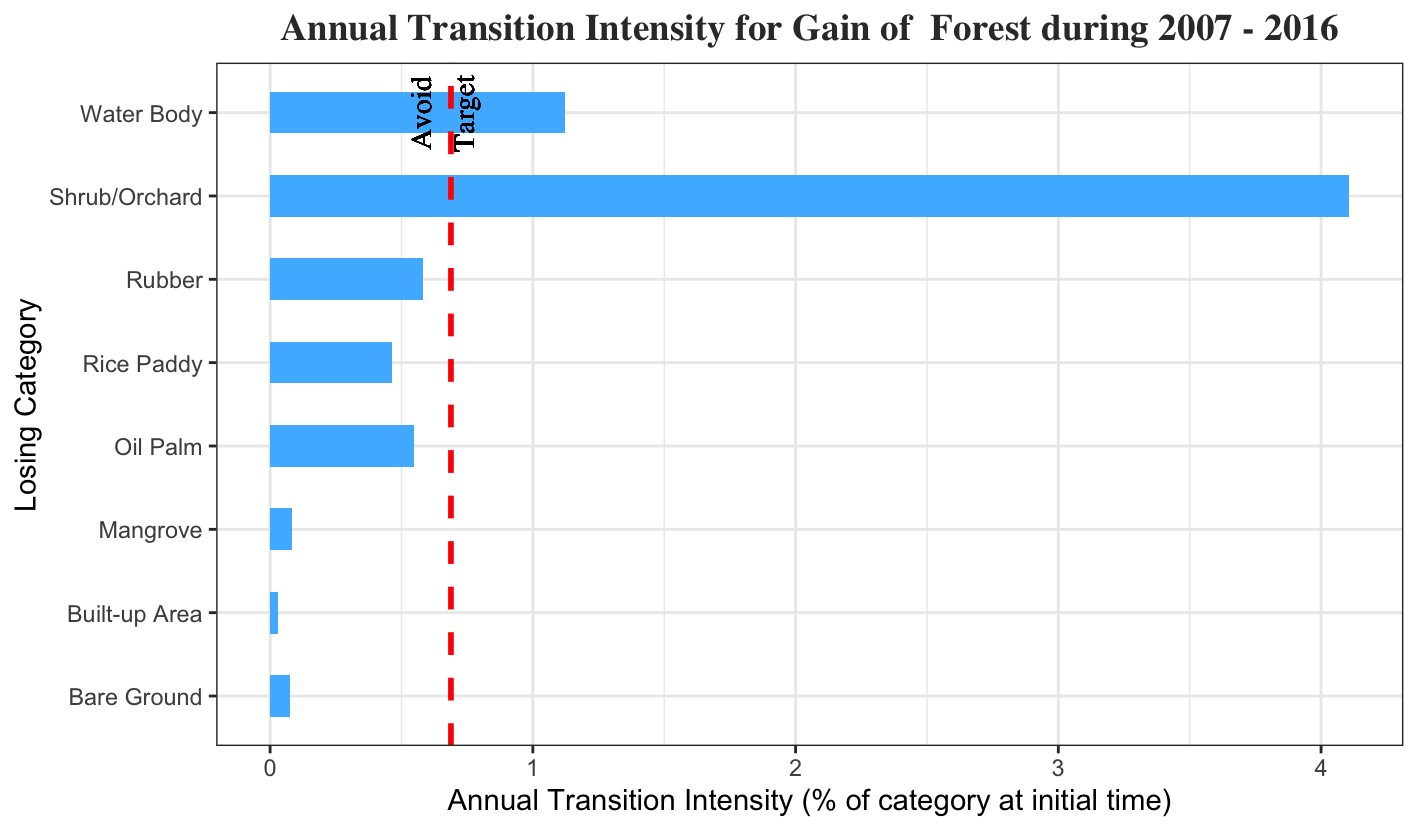 Annual Transition Intensity for Gain of  Forest during 2007 - 2016
Avoid
Target
Water Body
Shrub/Orchard
Rubber
Rice Paddy
Oil Palm
Mangrove
Built-up Area
Bare Ground
Losing Category
0 1 2 3 4
Annual Transition Intensity (% of category at initial time)